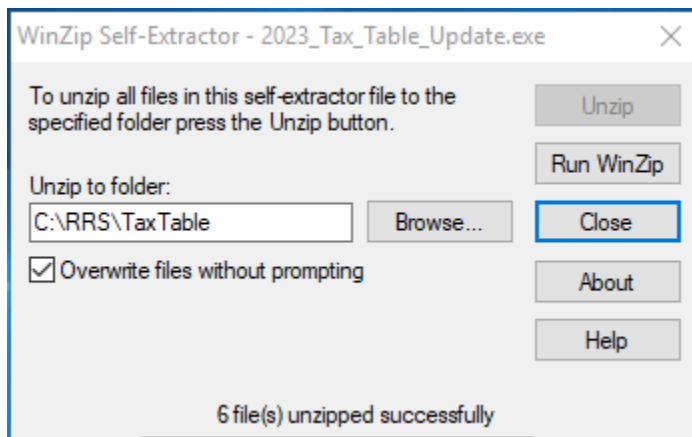 WinZip Self-Extractor - 2023_Tax_Table_Update.exe
To unzip all files in this self-extractor file to the
specified folder press the Unzip button.
Unzip
Run WinZip
Unzip to folder:
C:\RRS\TaxTable
Browse...
Close
Overwrite files without prompting
About
Help
6 file(s) unzipped successfully